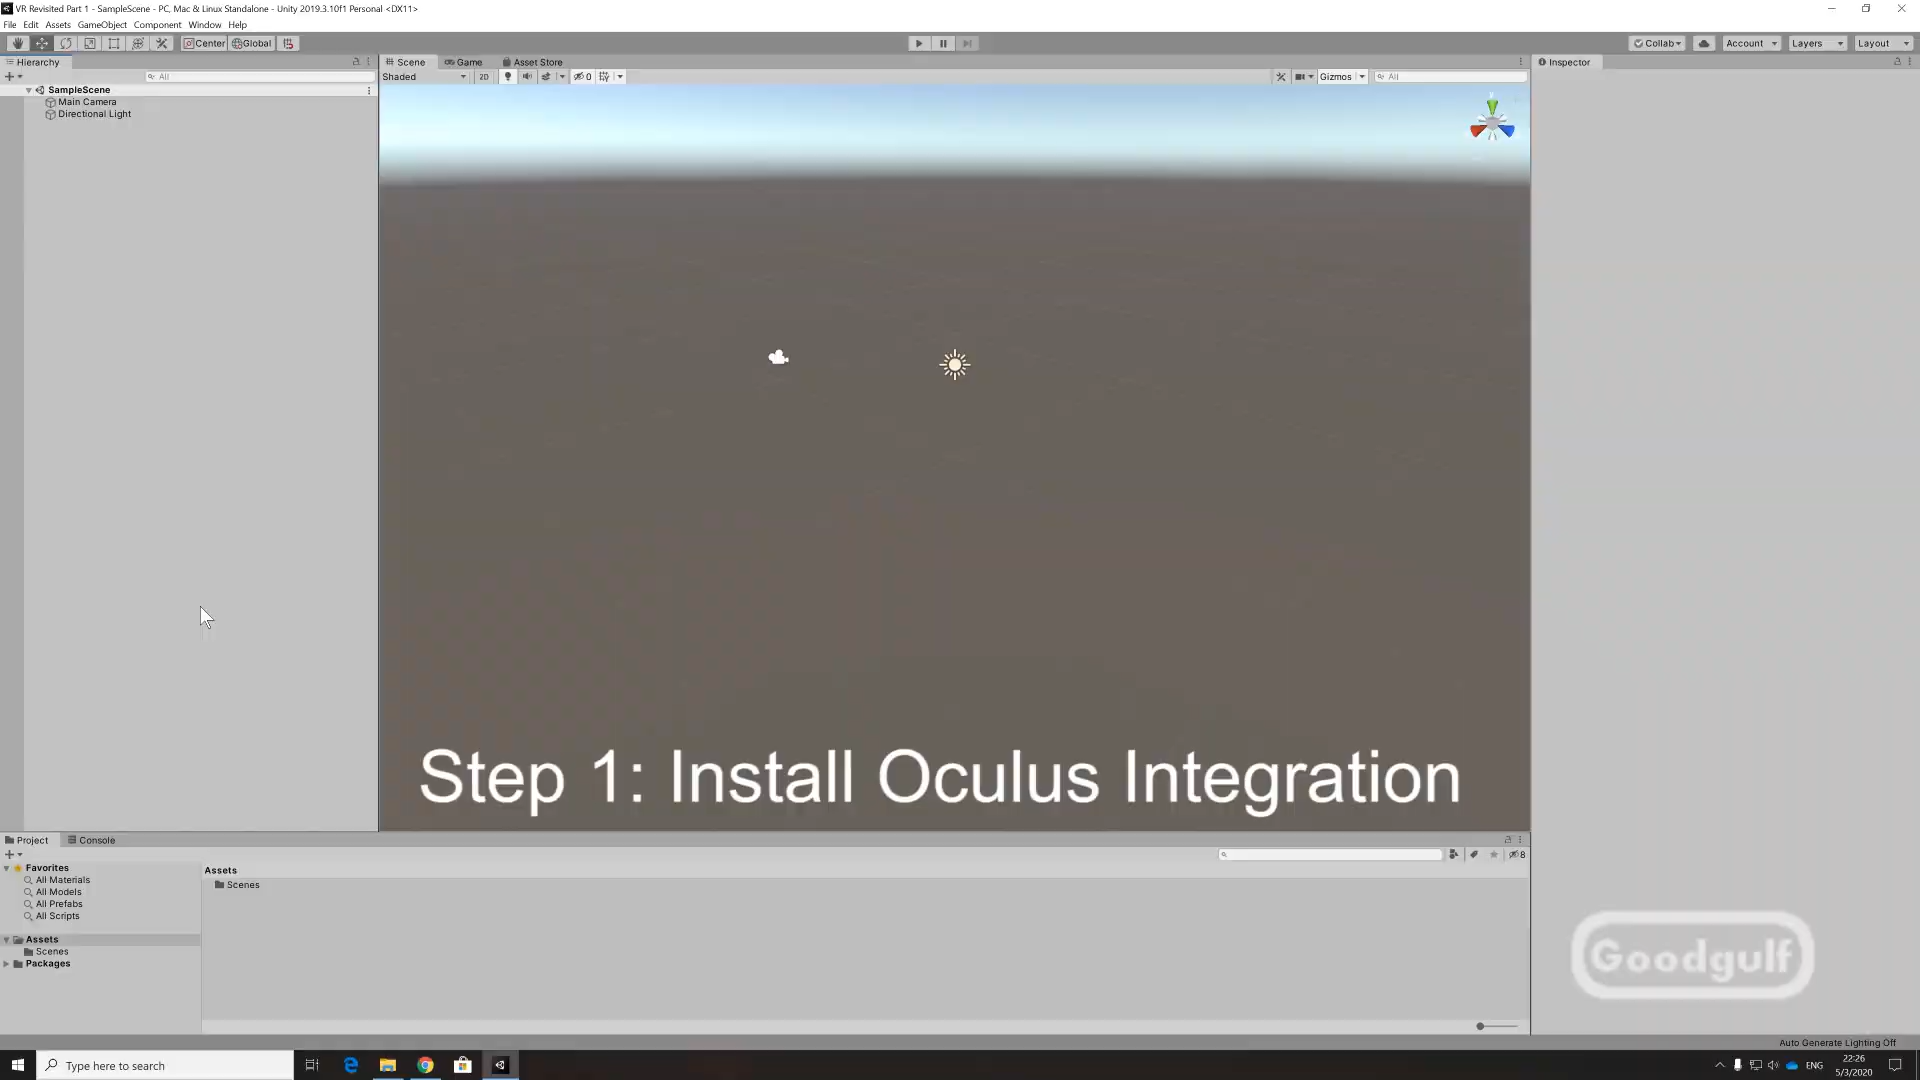 VR Revisited Part 1 - SampleScene - PC, Mac & Linux Standalone - Unity 2019.3.10f1 Personal <DX11>
File Edit Assets GameObject Component Window Help
Center Global
Collab Account Layers Layout
Hierarchy
All
SampleScene
Main Camera
Directional Light
Scene Game Asset Store
Shaded 2D 0 Gizmos All
Inspector
Step 1: Install Oculus Integration
Project Console
8
Favorites
All Materials
All Models
All Prefabs
All Scripts
Assets
Scenes
Packages
Assets
Scenes
Goodgulf
Auto Generate Lighting Off
Type here to search
ENG
22:26
5/3/2020